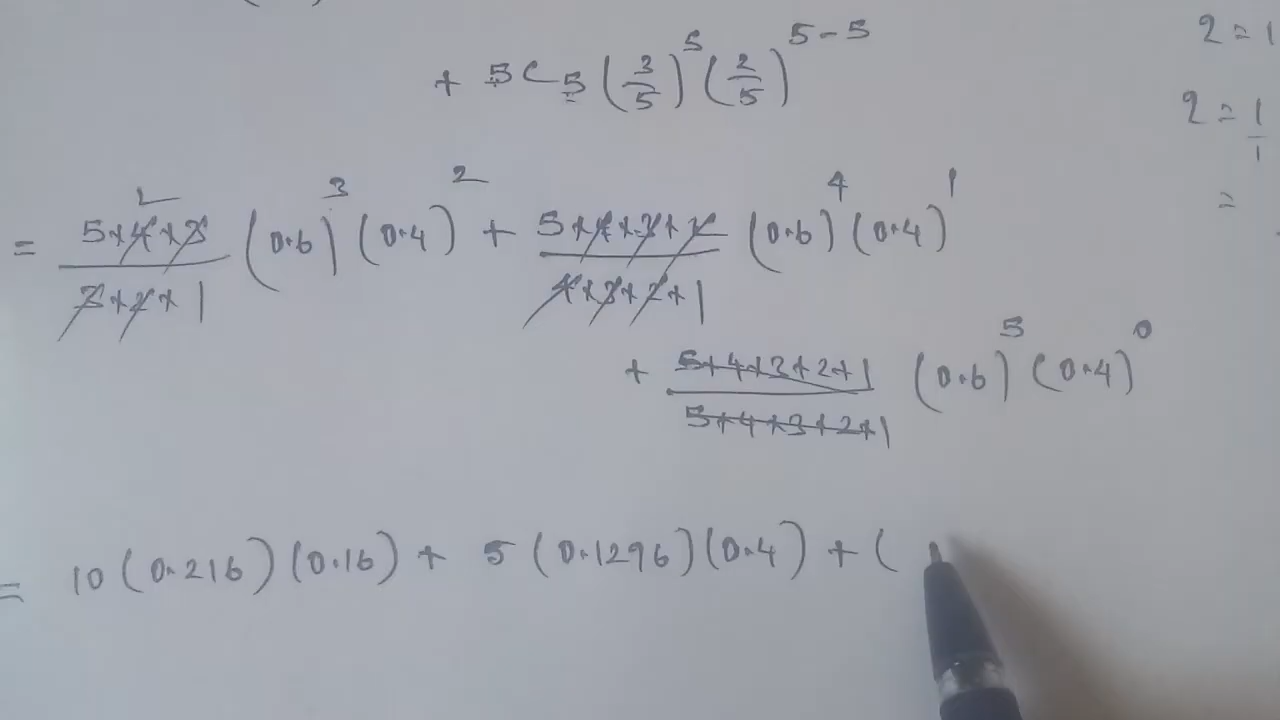 + 5C5 (3/5)^5 (2/5)^5-5
q = 1
q = 1/1
=
= 5×4×3 / 3×2×1 (0.6)^3 (0.4)^2 + 5×4×3×2 / 4×3×2×1 (0.6)^4 (0.4)^1
+ 5×4×3×2×1 / 5×4×3×2×1 (0.6)^5 (0.4)^0
= 10 (0.216) (0.16) + 5 (0.1296) (0.4) + (